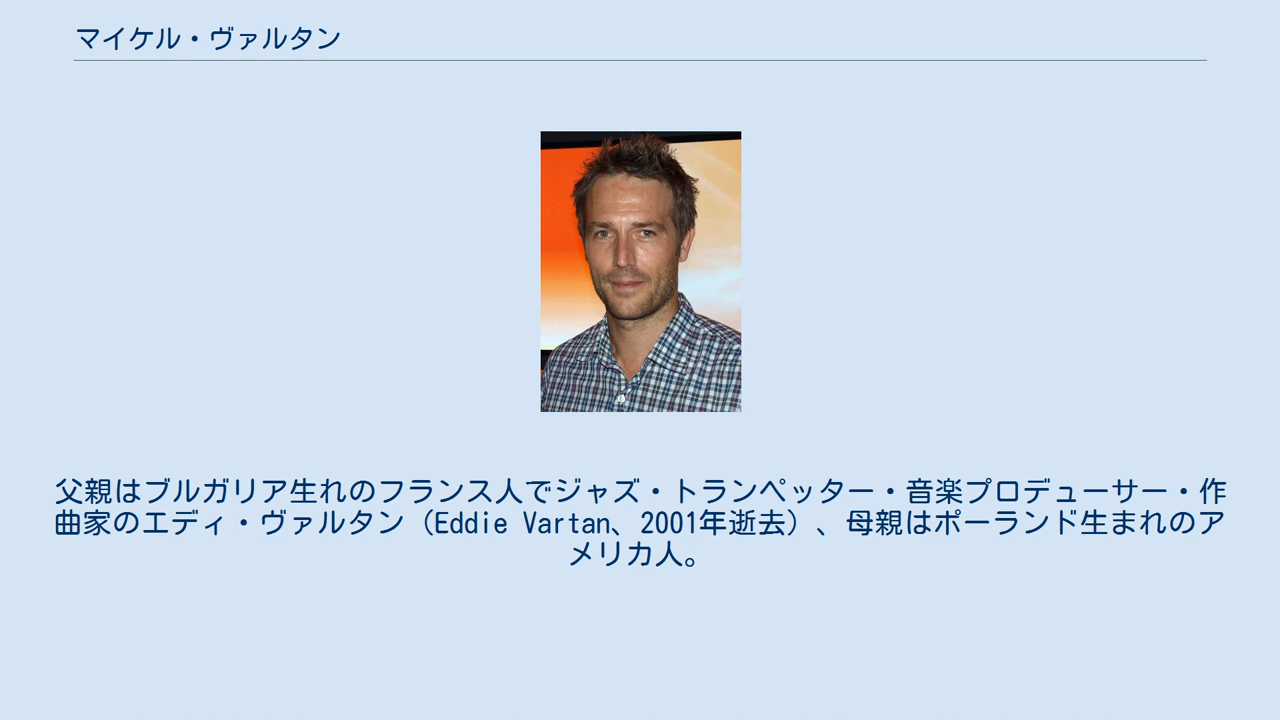 マイケル・ヴァルタン
父親はブルガリア生れのフランス人でジャズ・トランペッター・音楽プロデューサー・作
曲家のエディ・ヴァルタン（Eddie Vartan、2001年逝去）、母親はポーランド生まれのア
メリカ人。